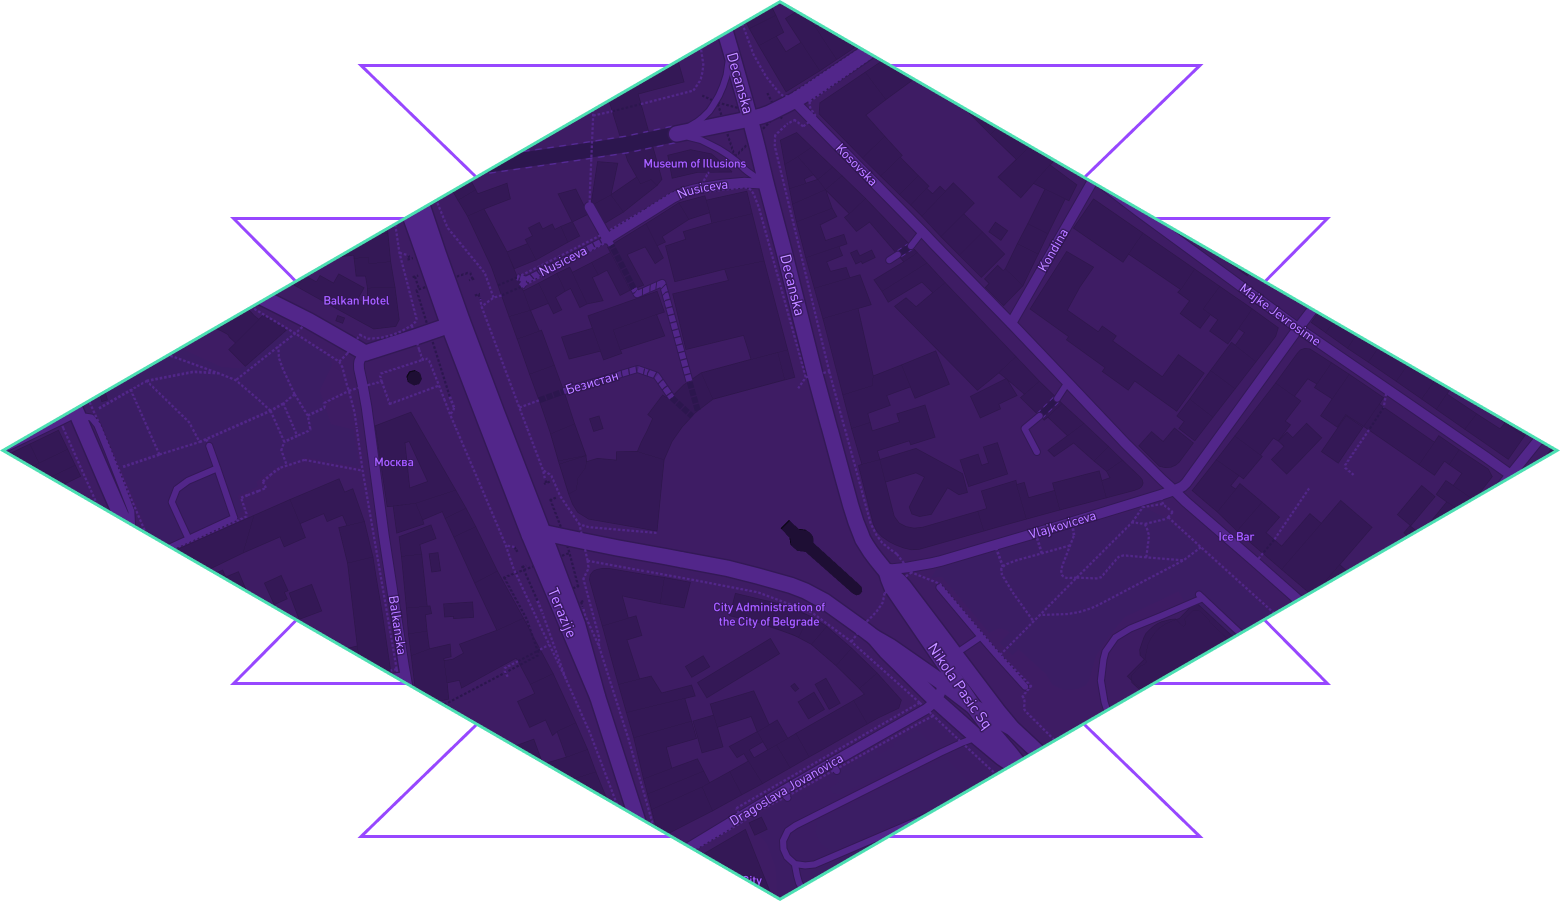 Decanska
Kosovska
Museum of Illusions
Nusiceva
Nusiceva
Kondina
Decanska
Balkan Hotel
Majke Jevrosime
Безистан
Москва
Vlajkoviceva
Ice Bar
Balkanska
Terazije
City Administration of
the City of Belgrade
Nikola Pasic Sq
Dragoslava Jovanovica
City